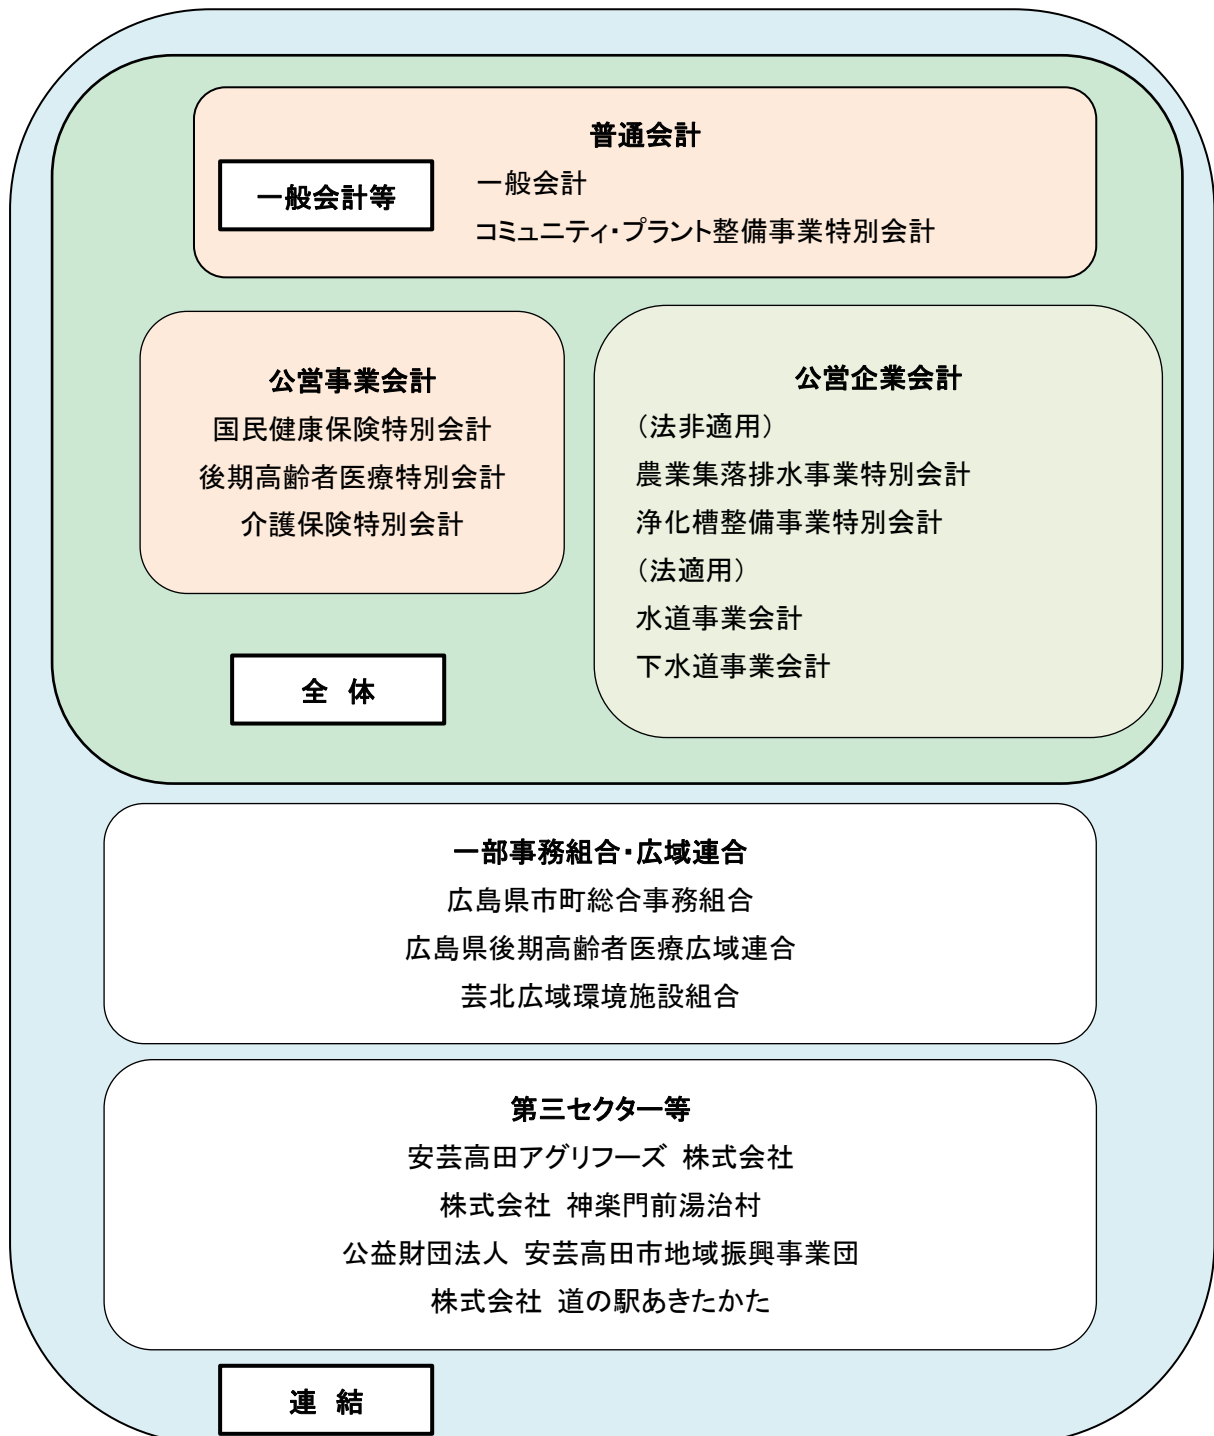 普通会計
一般会計等
一般会計
コミュニティ・プラント整備事業特別会計
公営事業会計
国民健康保険特別会計
後期高齢者医療特別会計
介護保険特別会計
公営企業会計
（法非適用）
農業集落排水事業特別会計
浄化槽整備事業特別会計
（法適用）
水道事業会計
下水道事業会計
全 体
一部事務組合・広域連合
広島県市町総合事務組合
広島県後期高齢者医療広域連合
芸北広域環境施設組合
第三セクター等
安芸高田アグリフーズ 株式会社
株式会社 神楽門前湯治村
公益財団法人 安芸高田市地域振興事業団
株式会社 道の駅あきたかた
連 結